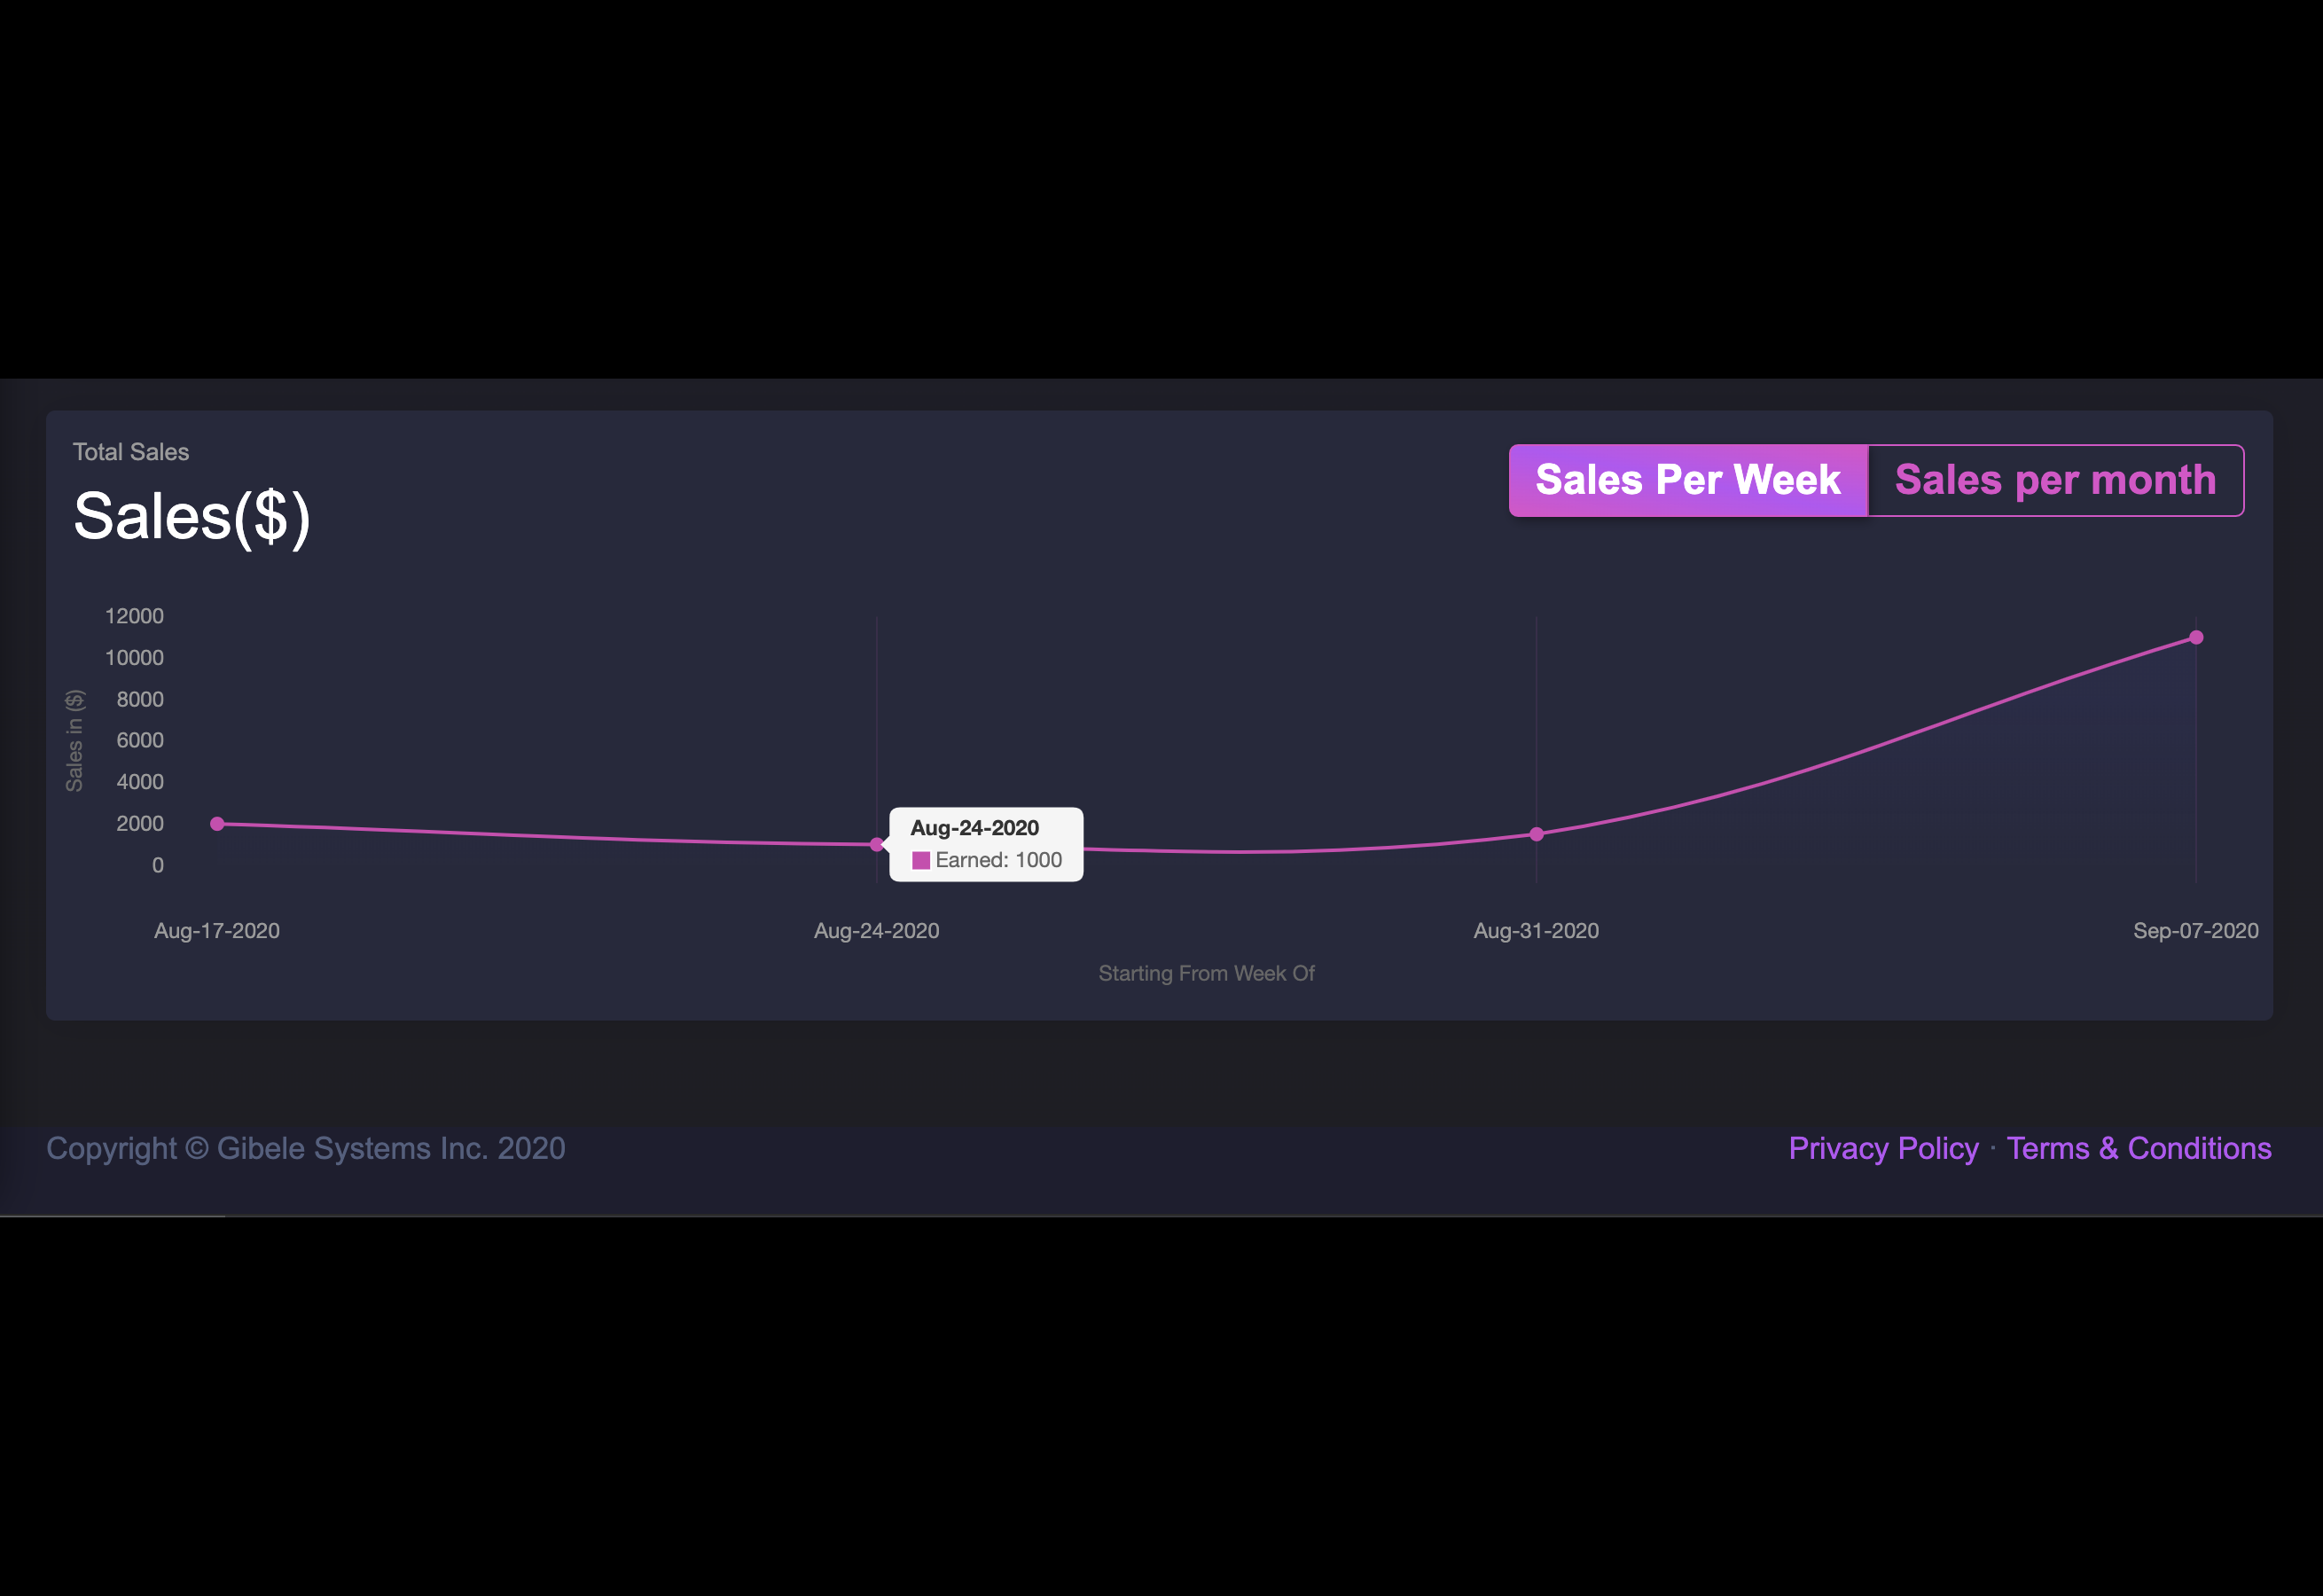 Total Sales
Sales($)
Sales Per Week
Sales per month
12000
10000
8000
6000
4000
2000
0
Sales in ($)
Aug-24-2020
Earned: 1000
Aug-17-2020
Aug-24-2020
Aug-31-2020
Sep-07-2020
Starting From Week Of
Copyright © Gibele Systems Inc. 2020
Privacy Policy · Terms & Conditions